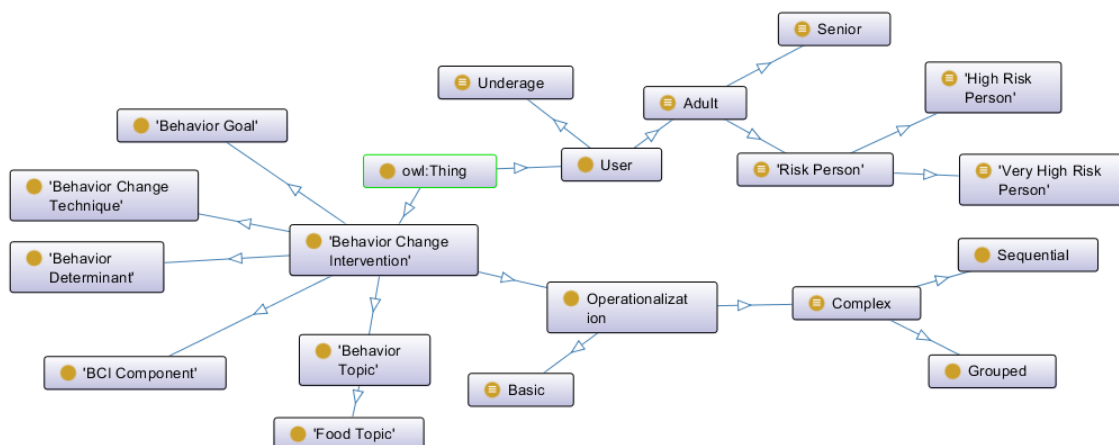 Senior
Underage
Adult
'High Risk
Person'
'Behavior Goal'
owl:Thing
User
'Risk Person'
'Very High Risk
Person'
'Behavior Change
Technique'
'Behavior Change
Intervention'
'Behavior
Determinant'
Sequential
Operationalizat
ion
Complex
'BCI Component'
'Behavior
Topic'
Basic
Grouped
'Food Topic'